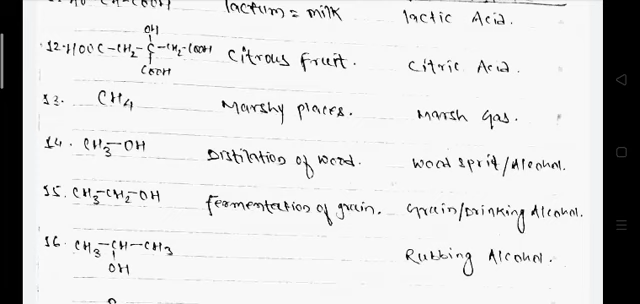 lactum = milk lactic Acid.
OH
12. HOOC-CH2-C-CH2-COOH Citrous fruit. Citric Acid.
COOH
13. CH4 Marshy places. Marsh gas.
14. CH3-OH Distilation of wood. wood sprit/Alcohol.
15. CH3-CH2-OH fermentation of grain. Grain/Drinking Alcohol.
16. CH3-CH-CH3 Rubbing Alcohol.
OH